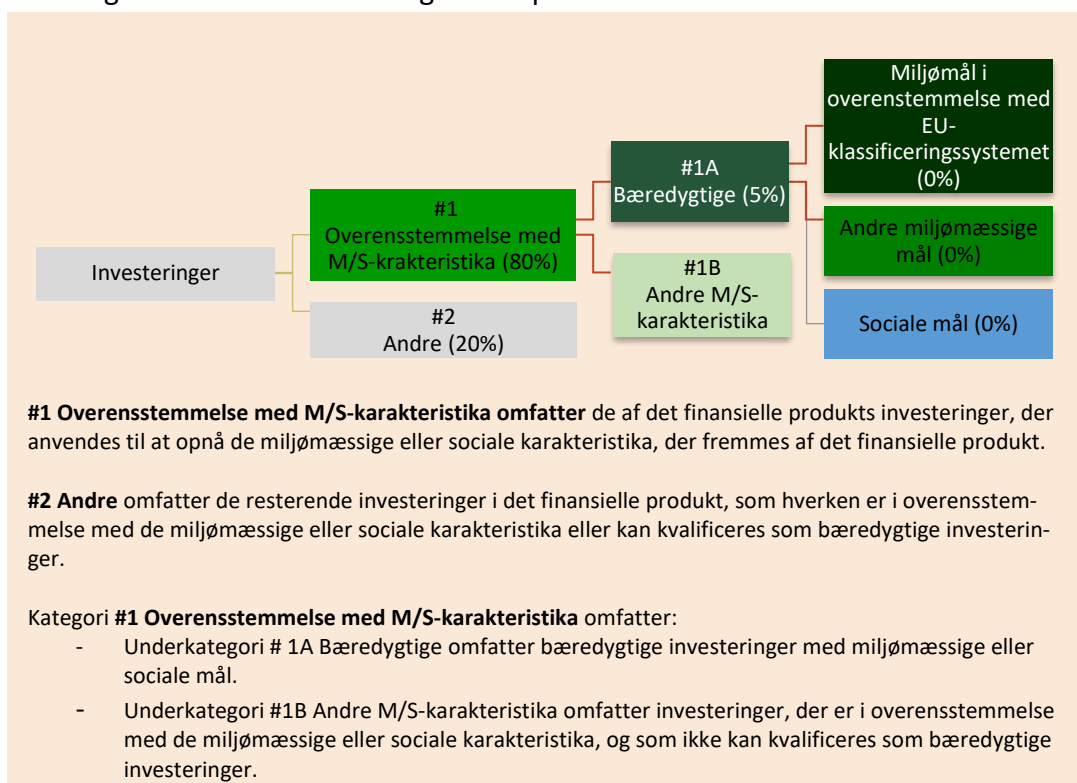 Miljømål i
overenstemmelse med
EU-
klassificeringssystemet
(0%)
#1A
Bæredygtige (5%)
#1
Overensstemmelse med
M/S-krakteristika (80%)
Andre miljømæssige
mål (0%)
Investeringer
#1B
Andre M/S-
karakteristika
#2
Andre (20%)
Sociale mål (0%)
#1 Overensstemmelse med M/S-karakteristika omfatter de af det finansielle produkts investeringer, der
anvendes til at opnå de miljømæssige eller sociale karakteristika, der fremmes af det finansielle produkt.
#2 Andre omfatter de resterende investeringer i det finansielle produkt, som hverken er i overensstem-
melse med de miljømæssige eller sociale karakteristika eller kan kvalificeres som bæredygtige investerin-
ger.
Kategori #1 Overensstemmelse med M/S-karakteristika omfatter:
- Underkategori # 1A Bæredygtige omfatter bæredygtige investeringer med miljømæssige eller
sociale mål.
- Underkategori #1B Andre M/S-karakteristika omfatter investeringer, der er i overensstemmelse
med de miljømæssige eller sociale karakteristika, og som ikke kan kvalificeres som bæredygtige
investeringer.